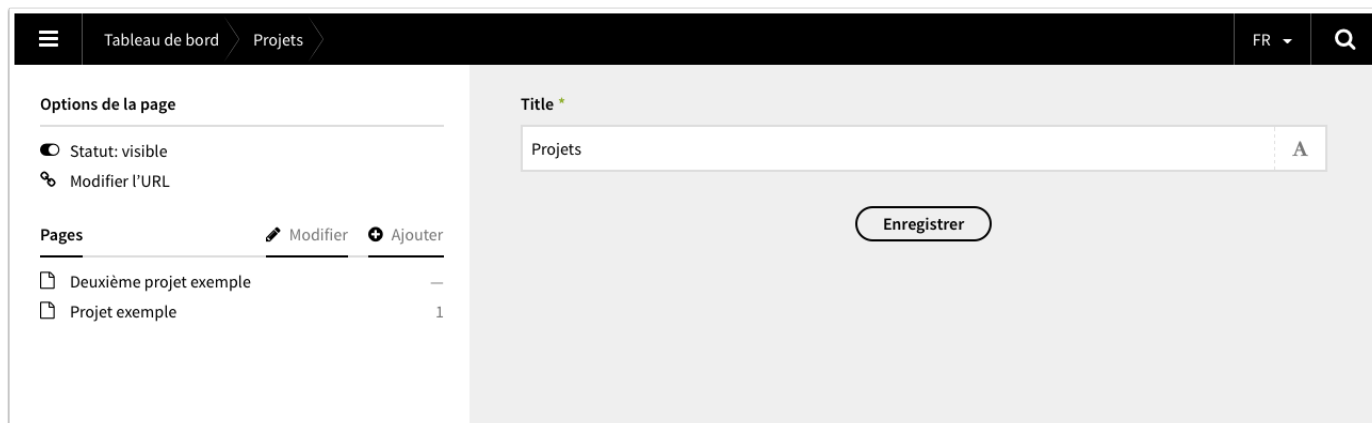 Tableau de bord Projets FR
Options de la page
Statut: visible
Modifier l’URL
Pages Modifier Ajouter
Deuxième projet exemple —
Projet exemple 1
Title *
Projets A
Enregistrer